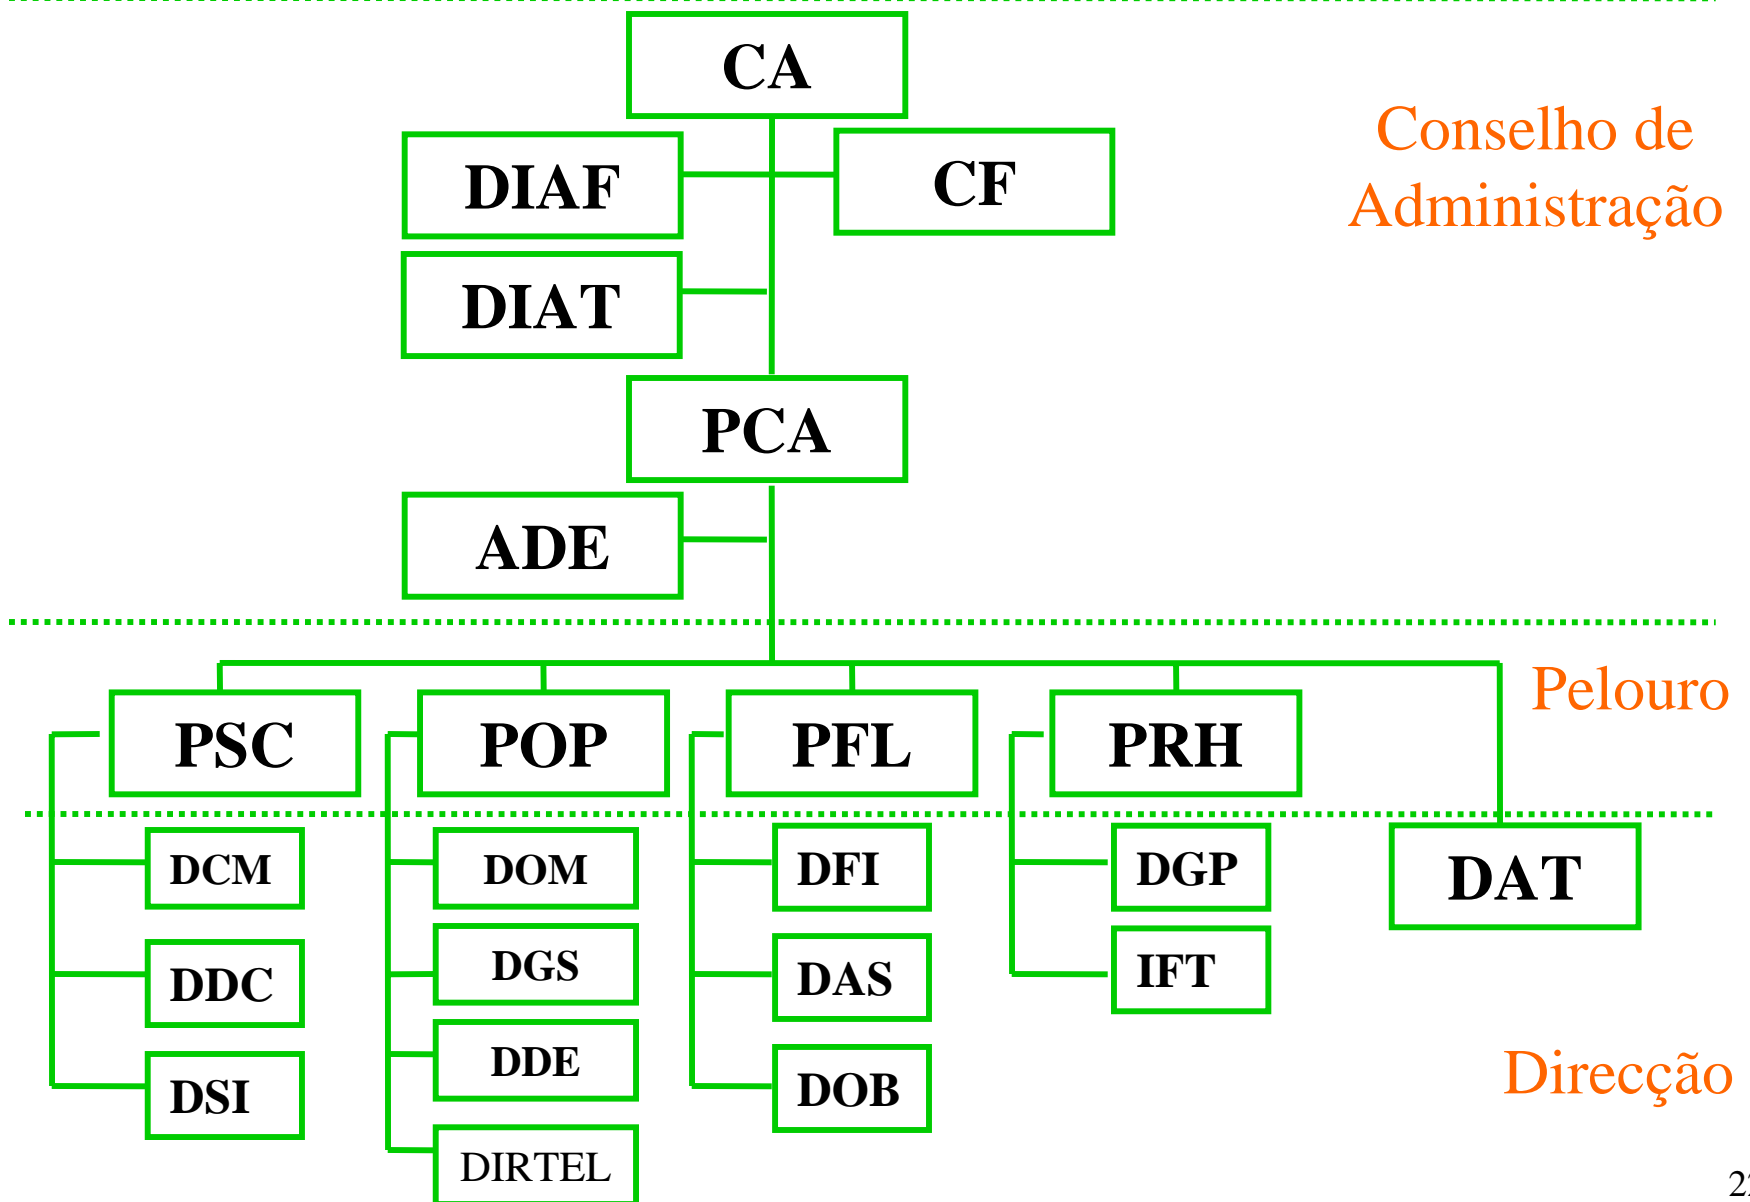 CA
Conselho de
Administração
DIAF
CF
DIAT
PCA
ADE
Pelouro
PSC
POP
PFL
PRH
DCM
DOM
DFI
DGP
DAT
DDC
DGS
DAS
IFT
DSI
DDE
DOB
Direcção
DIRTEL